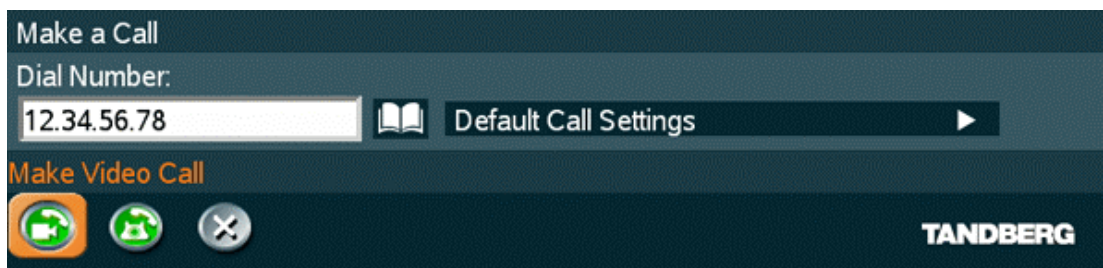 Make a Call
Dial Number:
12.34.56.78 Default Call Settings
Make Video Call
TANDBERG